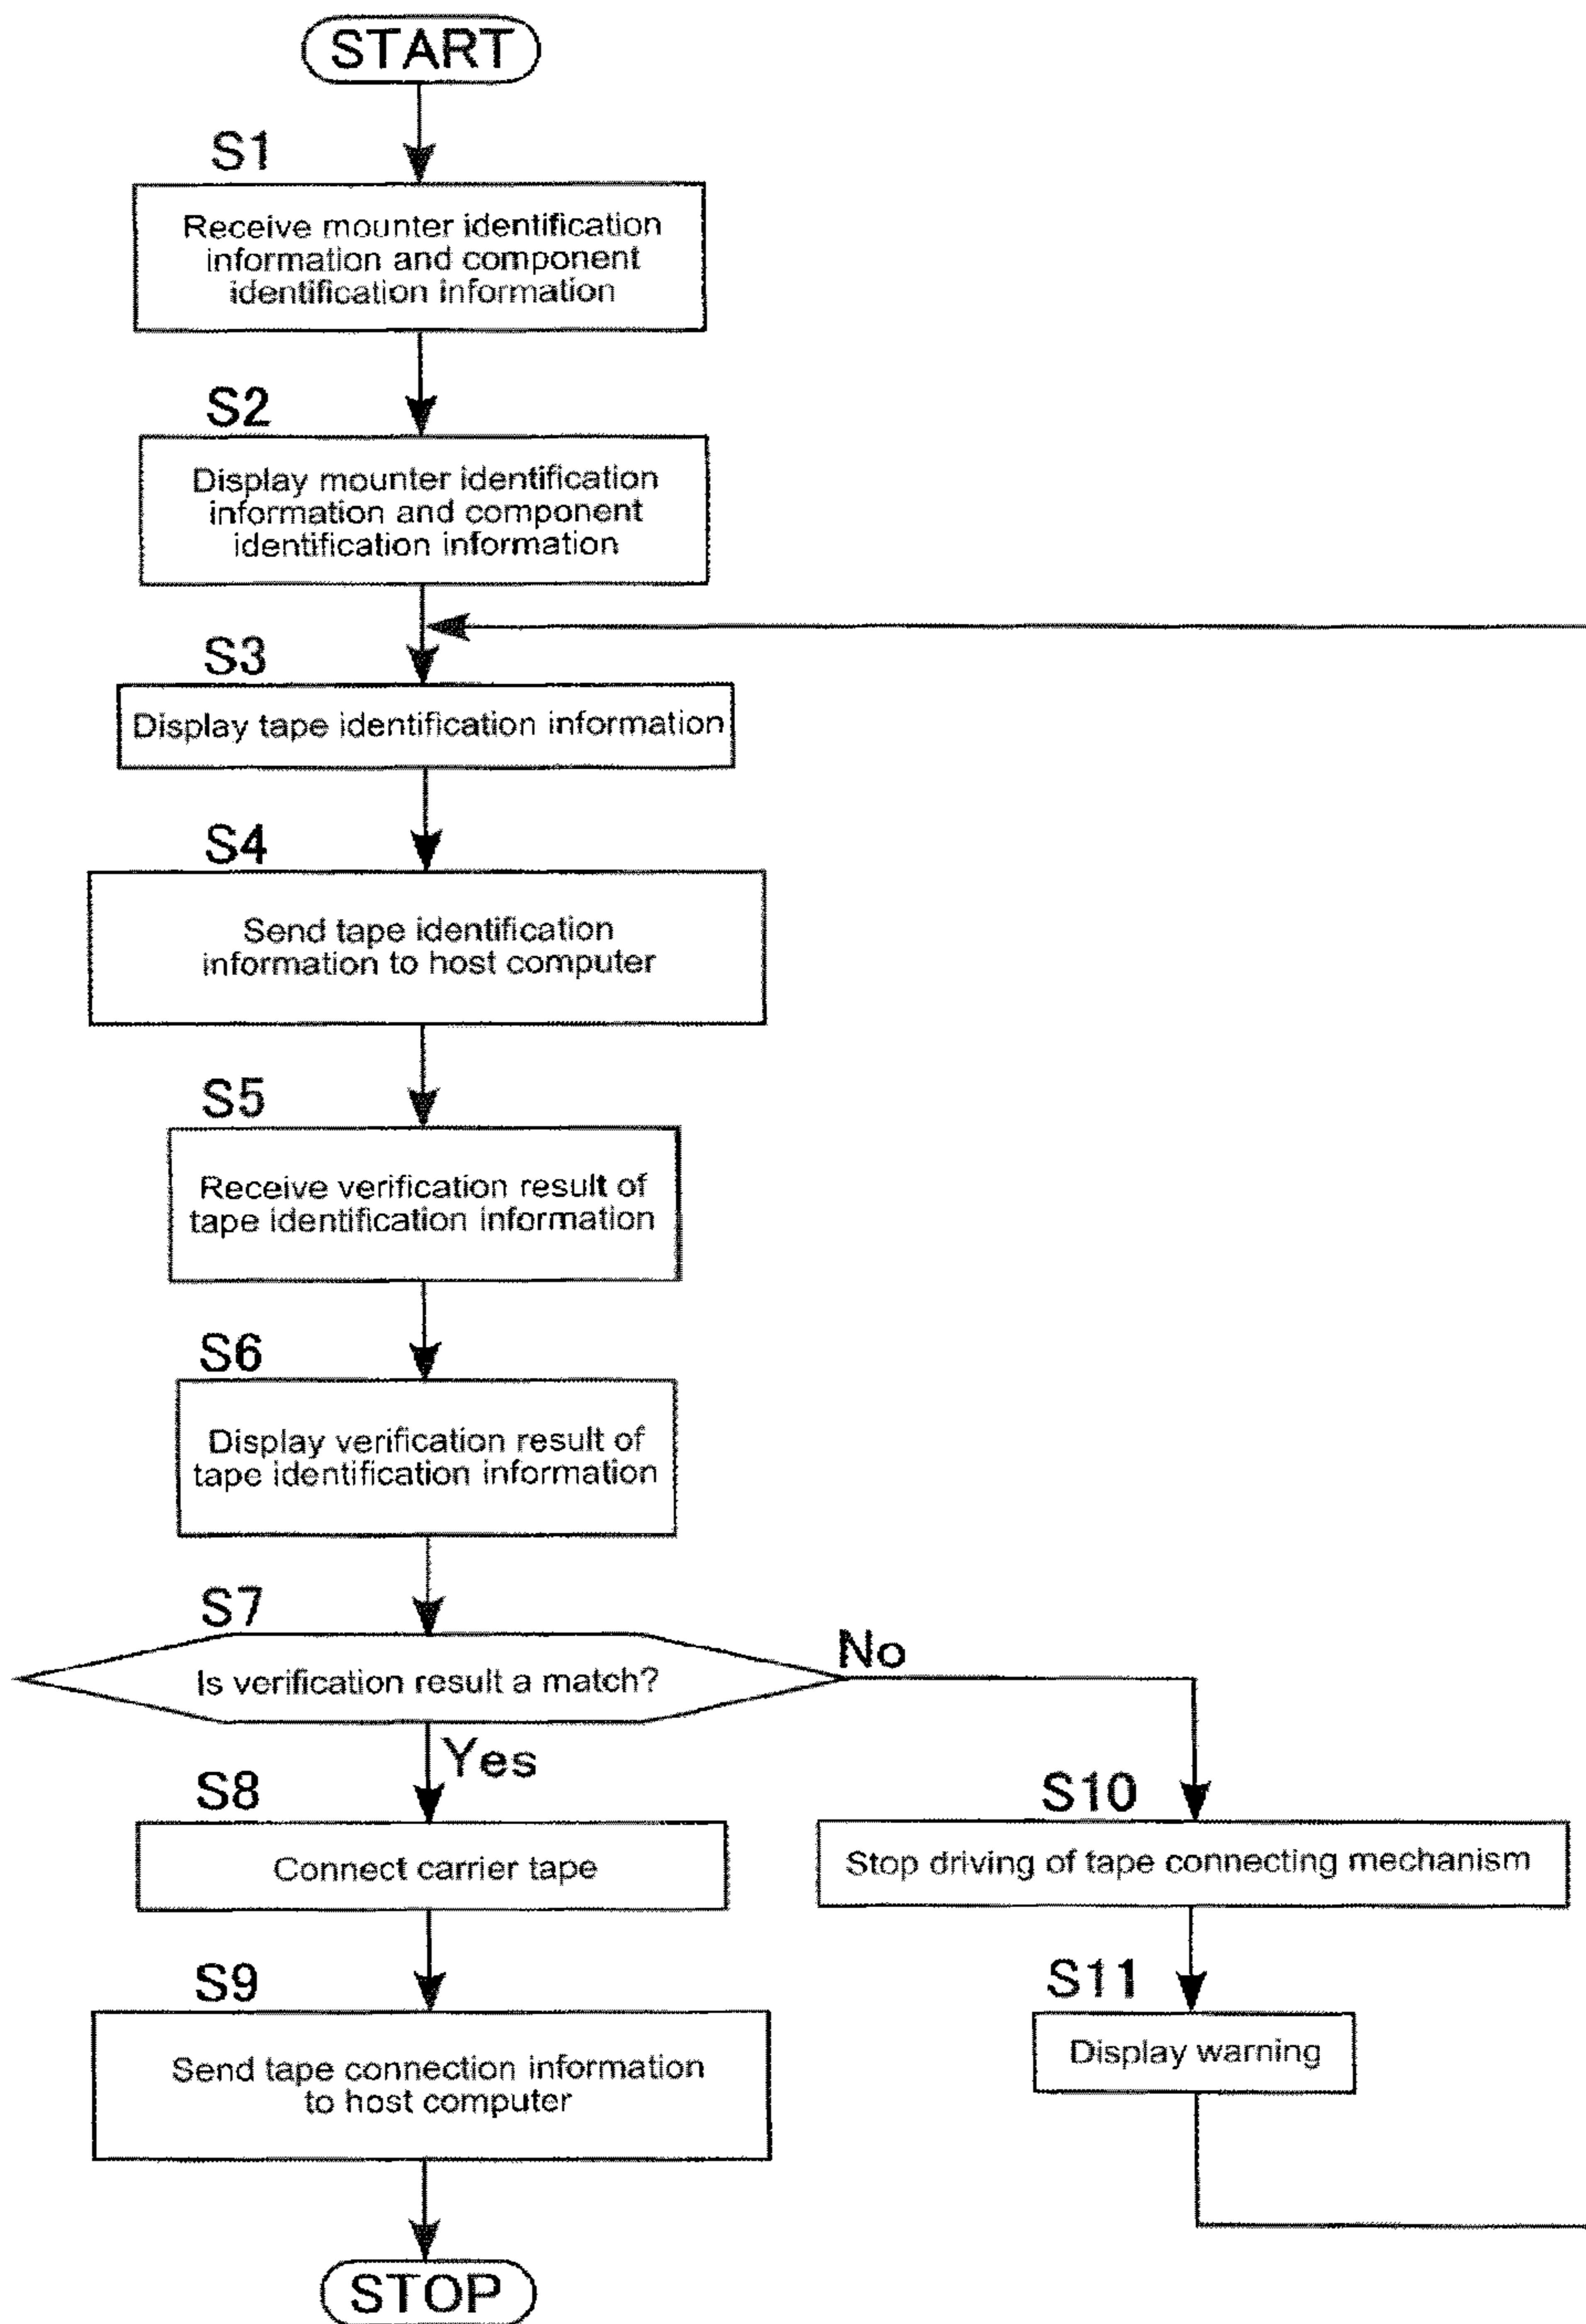 START
S1
Receive mounter identification
information and component
identification information
S2
Display mounter identification
information and component
identification information
S3
Display tape identification information
S4
Send tape identification
information to host computer
S5
Receive verification result of
tape identification information
S6
Display verification result of
tape identification information
S7
Is verification result a match?
No
Yes
S8
Connect carrier tape
S10
Stop driving of tape connecting mechanism
S9
Send tape connection information
to host computer
S11
Display warning
STOP